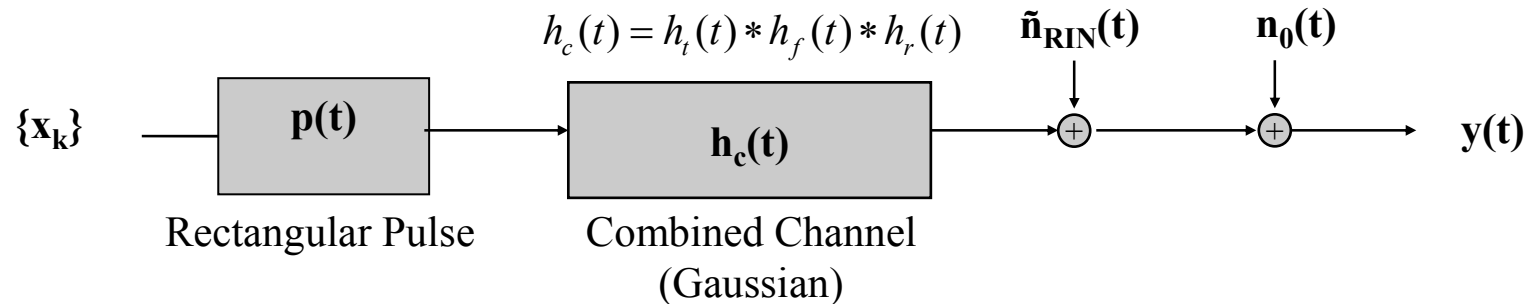 h_c(t) = h_t(t) * h_f(t) * h_r(t)
ñ_RIN(t)
n_0(t)
{x_k}
p(t)
h_c(t)
+
+
y(t)
Rectangular Pulse
Combined Channel
(Gaussian)